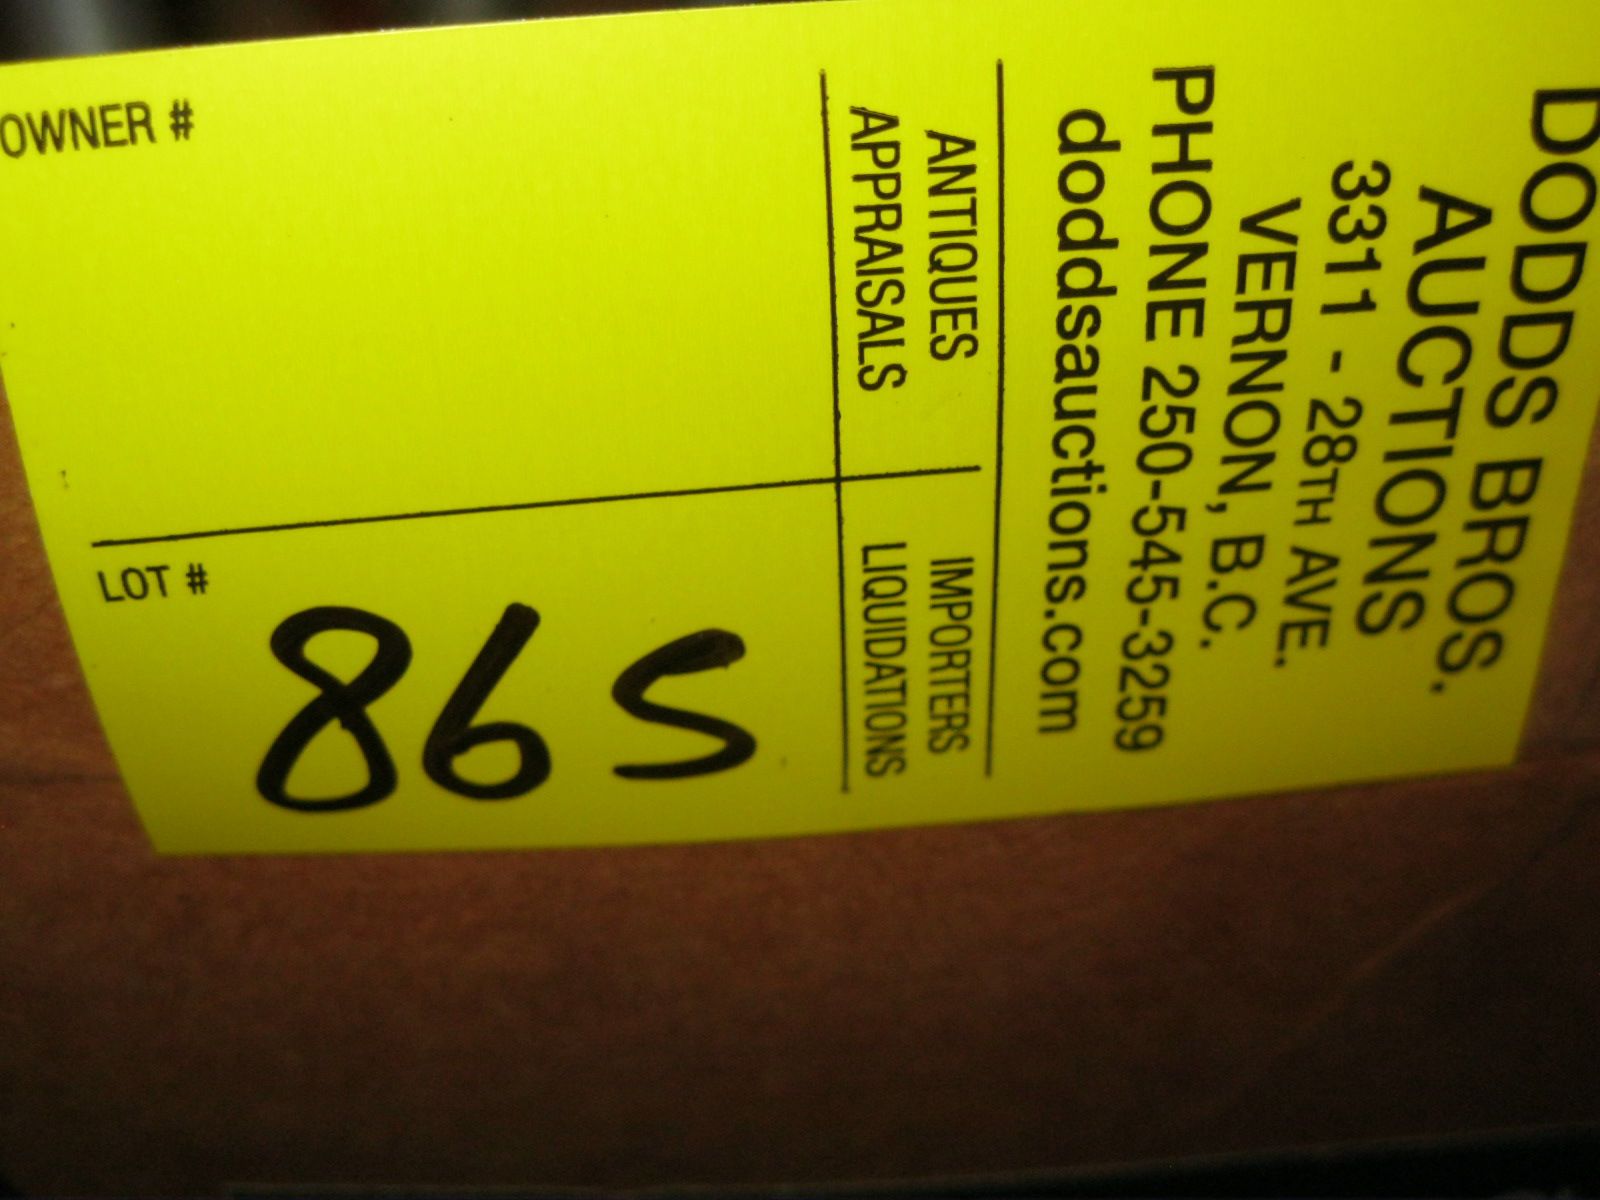 DODDS BROS.
AUCTIONS
3311 - 28TH AVE.
VERNON, B.C.
PHONE 250-545-3259
doddsauctions.com
ANTIQUES
APPRAISALS
IMPORTERS
LIQUIDATIONS
OWNER #
LOT #
86S